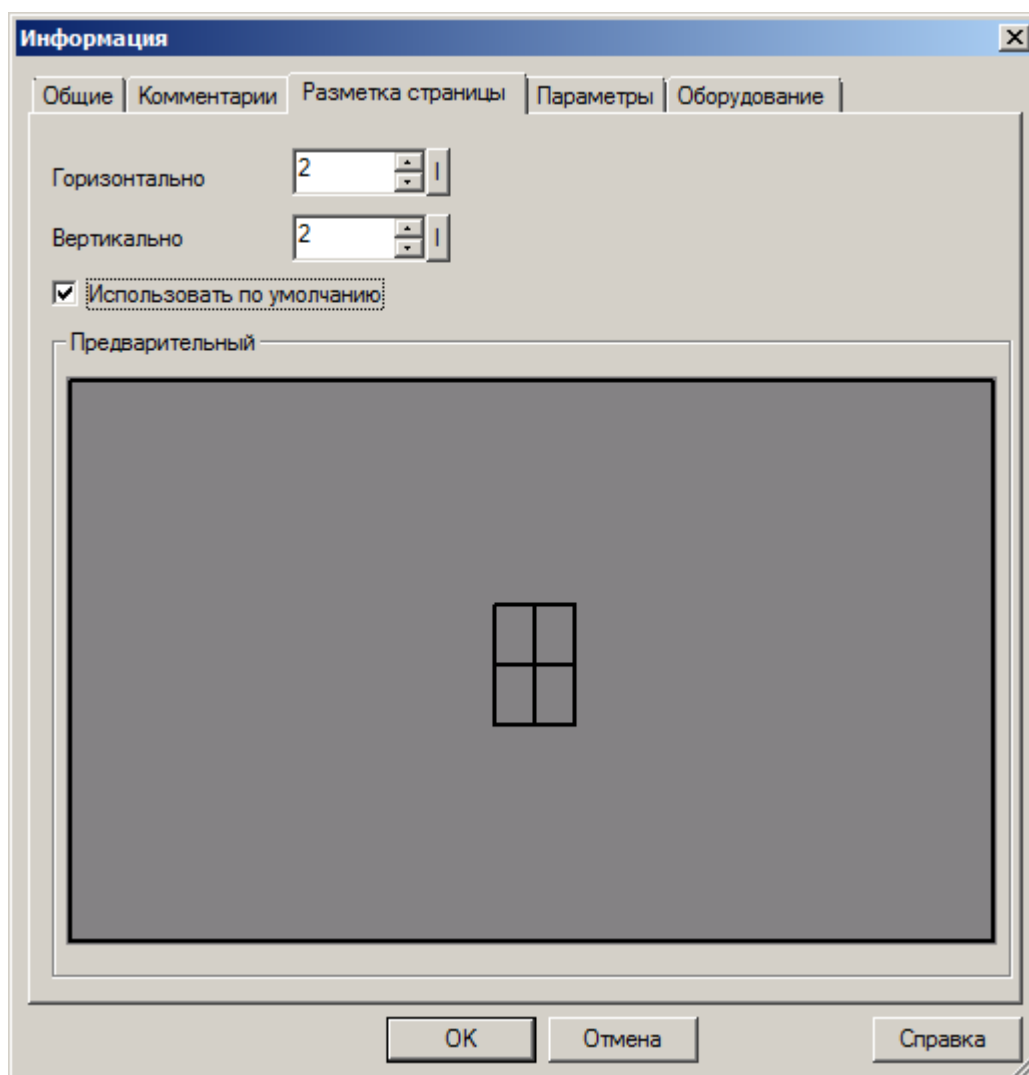 Информация
Общие Комментарии Разметка страницы Параметры Оборудование
Горизонтально 2 I
Вертикально 2 I
Использовать по умолчанию
Предварительный
OK Отмена Справка